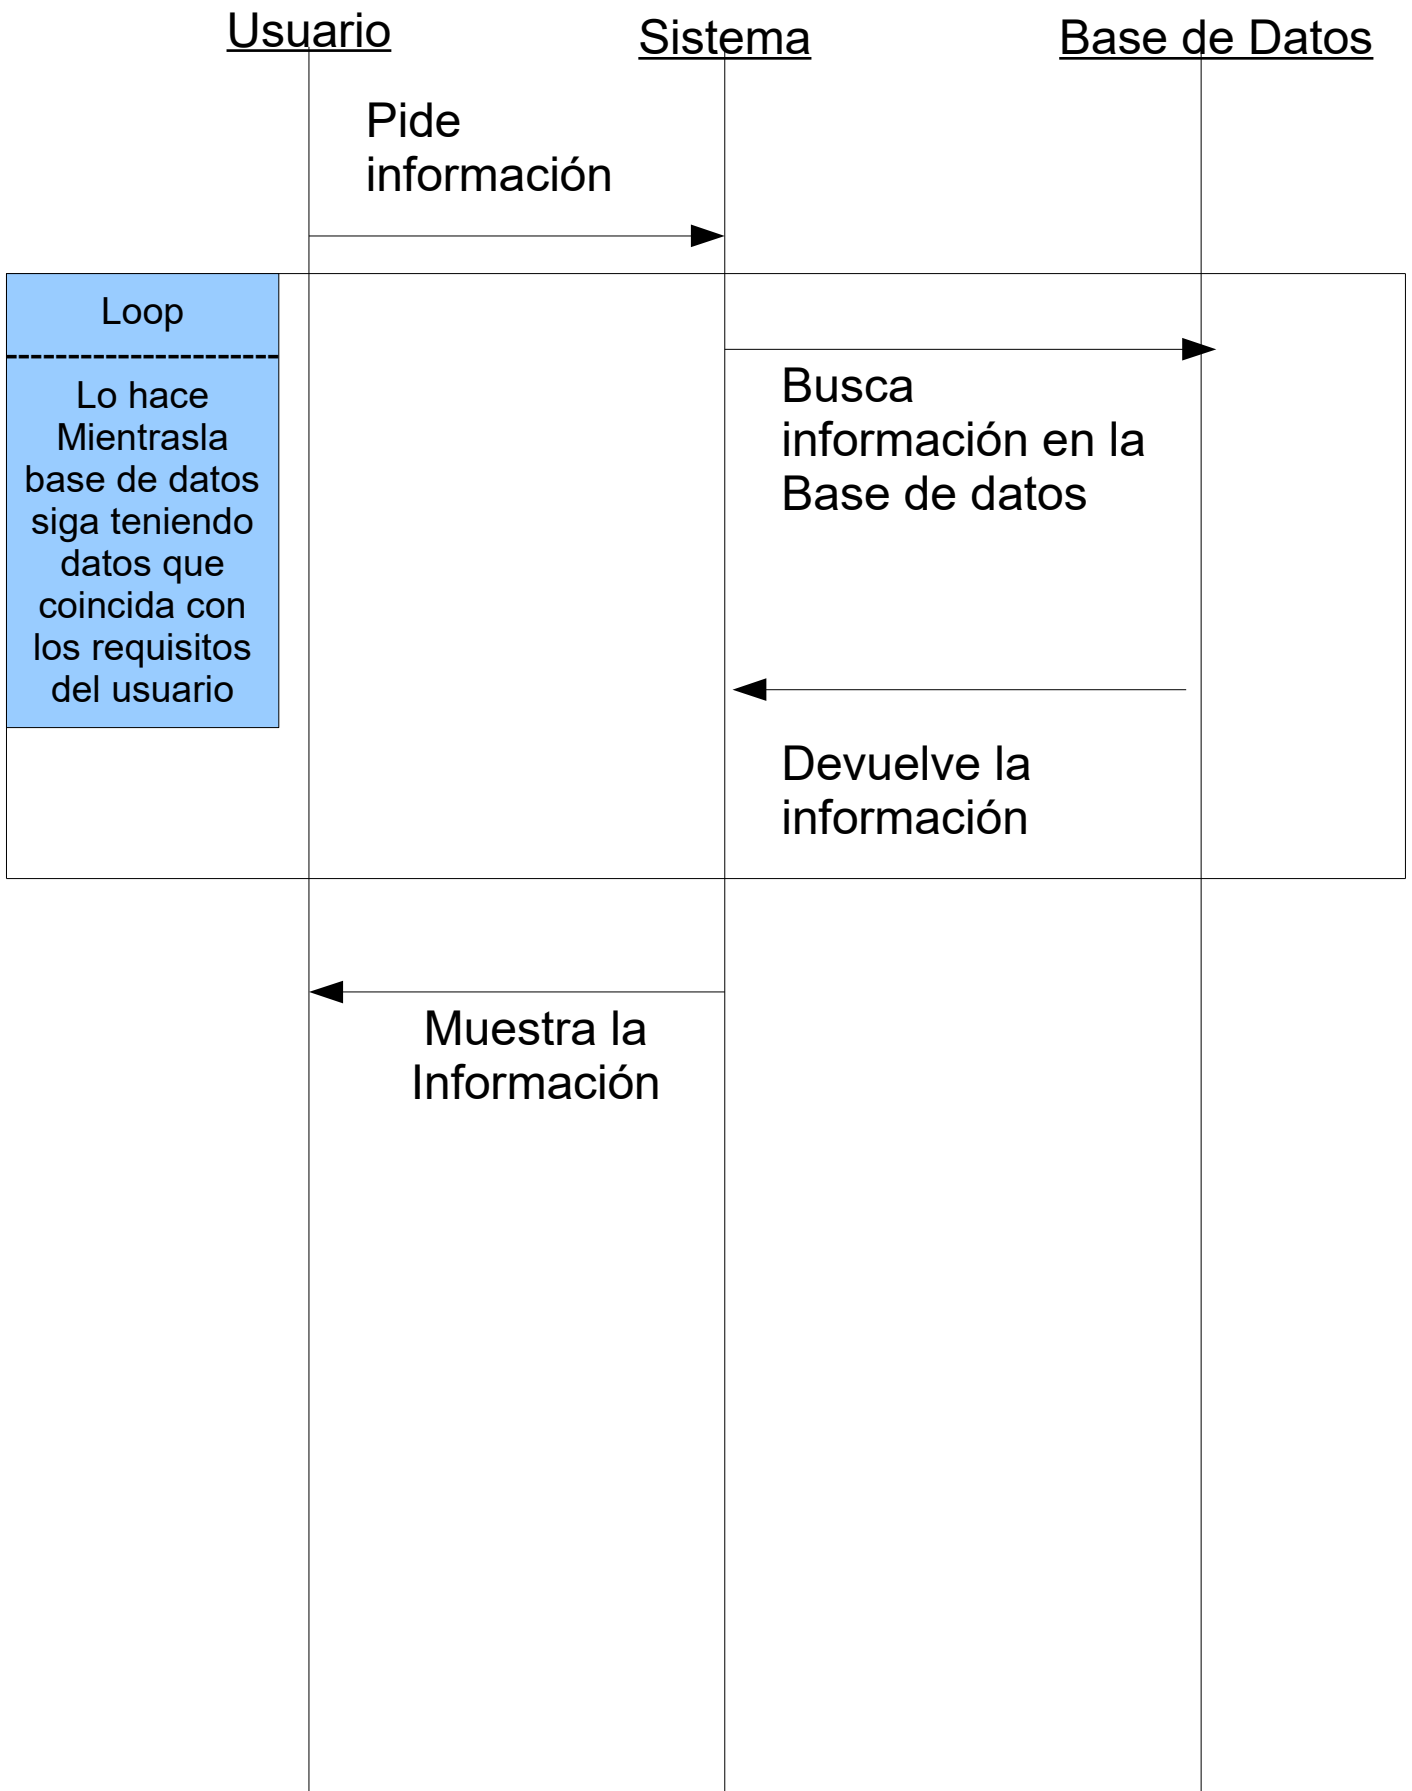 Usuario
Sistema
Base de Datos
Pide
información
Loop
Lo hace
Mientrasla
base de datos
siga teniendo
datos que
coincida con
los requisitos
del usuario
Busca
información en la
Base de datos
Devuelve la
información
Muestra la
Información